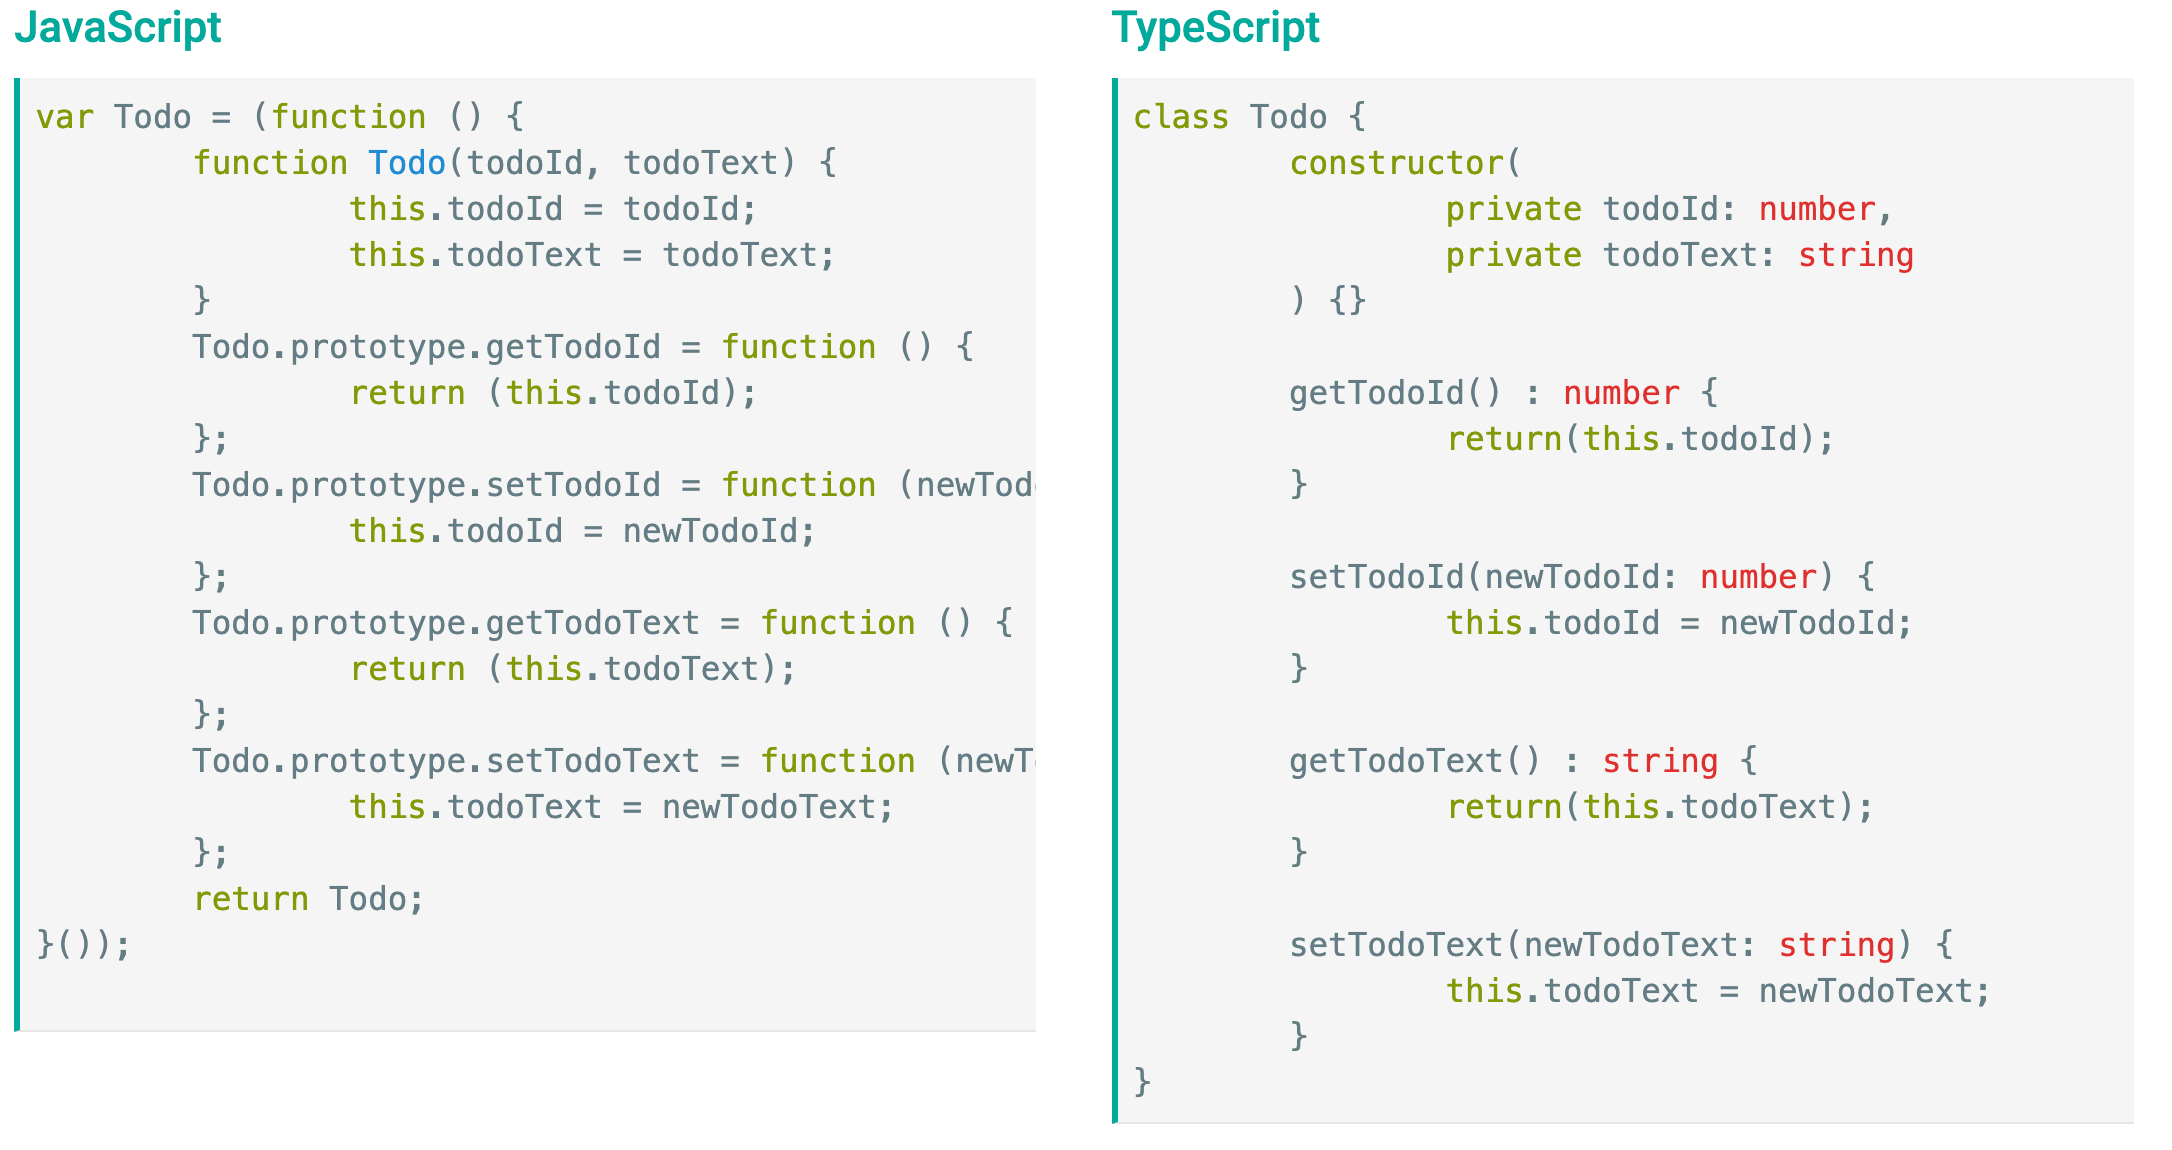 JavaScript
var Todo = (function () {
function Todo(todoId, todoText) {
this.todoId = todoId;
this.todoText = todoText;
}
Todo.prototype.getTodoId = function () {
return (this.todoId);
};
Todo.prototype.setTodoId = function (newTod
this.todoId = newTodoId;
};
Todo.prototype.getTodoText = function () {
return (this.todoText);
};
Todo.prototype.setTodoText = function (newT
this.todoText = newTodoText;
};
return Todo;
}());
TypeScript
class Todo {
constructor(
private todoId: number,
private todoText: string
) {}
getTodoId() : number {
return(this.todoId);
}
setTodoId(newTodoId: number) {
this.todoId = newTodoId;
}
getTodoText() : string {
return(this.todoText);
}
setTodoText(newTodoText: string) {
this.todoText = newTodoText;
}
}